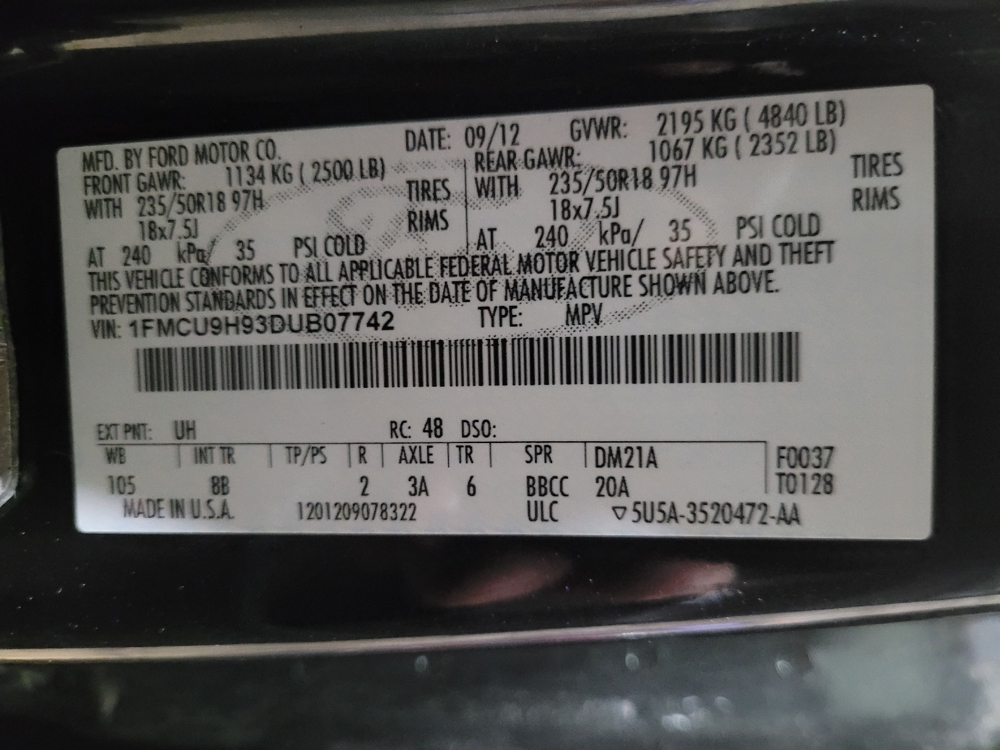 MFD. BY FORD MOTOR CO. DATE: 09/12 GVWR: 2195 KG ( 4840 LB)
FRONT GAWR: 1134 KG ( 2500 LB) REAR GAWR: 1067 KG ( 2352 LB)
WITH 235/50R18 97H TIRES WITH 235/50R18 97H TIRES
18x7.5J RIMS 18x7.5J RIMS
AT 240 kPa/ 35 PSI COLD AT 240 kPa/ 35 PSI COLD
THIS VEHICLE CONFORMS TO ALL APPLICABLE FEDERAL MOTOR VEHICLE SAFETY AND THEFT
PREVENTION STANDARDS IN EFFECT ON THE DATE OF MANUFACTURE SHOWN ABOVE.
VIN: 1FMCU9H93DUB07742 TYPE: MPV
EXT PNT: UH RC: 48 DSO:
WB INT TR TP/PS R AXLE TR SPR DM21A F0037
105 8B 2 3A 6 BBCC 20A T0128
MADE IN U.S.A. 1201209078322 ULC ▽5U5A-3520472-AA